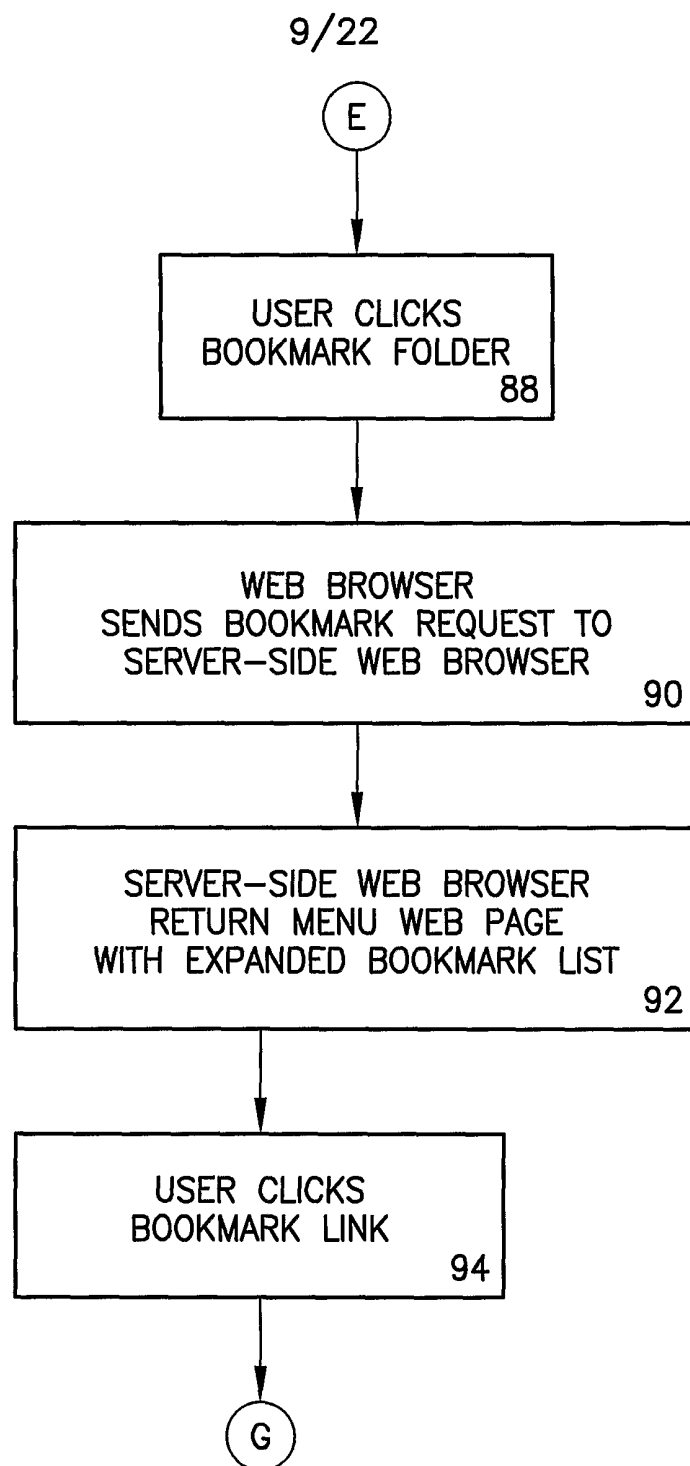 9/22
E
USER CLICKS
BOOKMARK FOLDER
88
WEB BROWSER
SENDS BOOKMARK REQUEST TO
SERVER-SIDE WEB BROWSER
90
SERVER-SIDE WEB BROWSER
RETURN MENU WEB PAGE
WITH EXPANDED BOOKMARK LIST
92
USER CLICKS
BOOKMARK LINK
94
G